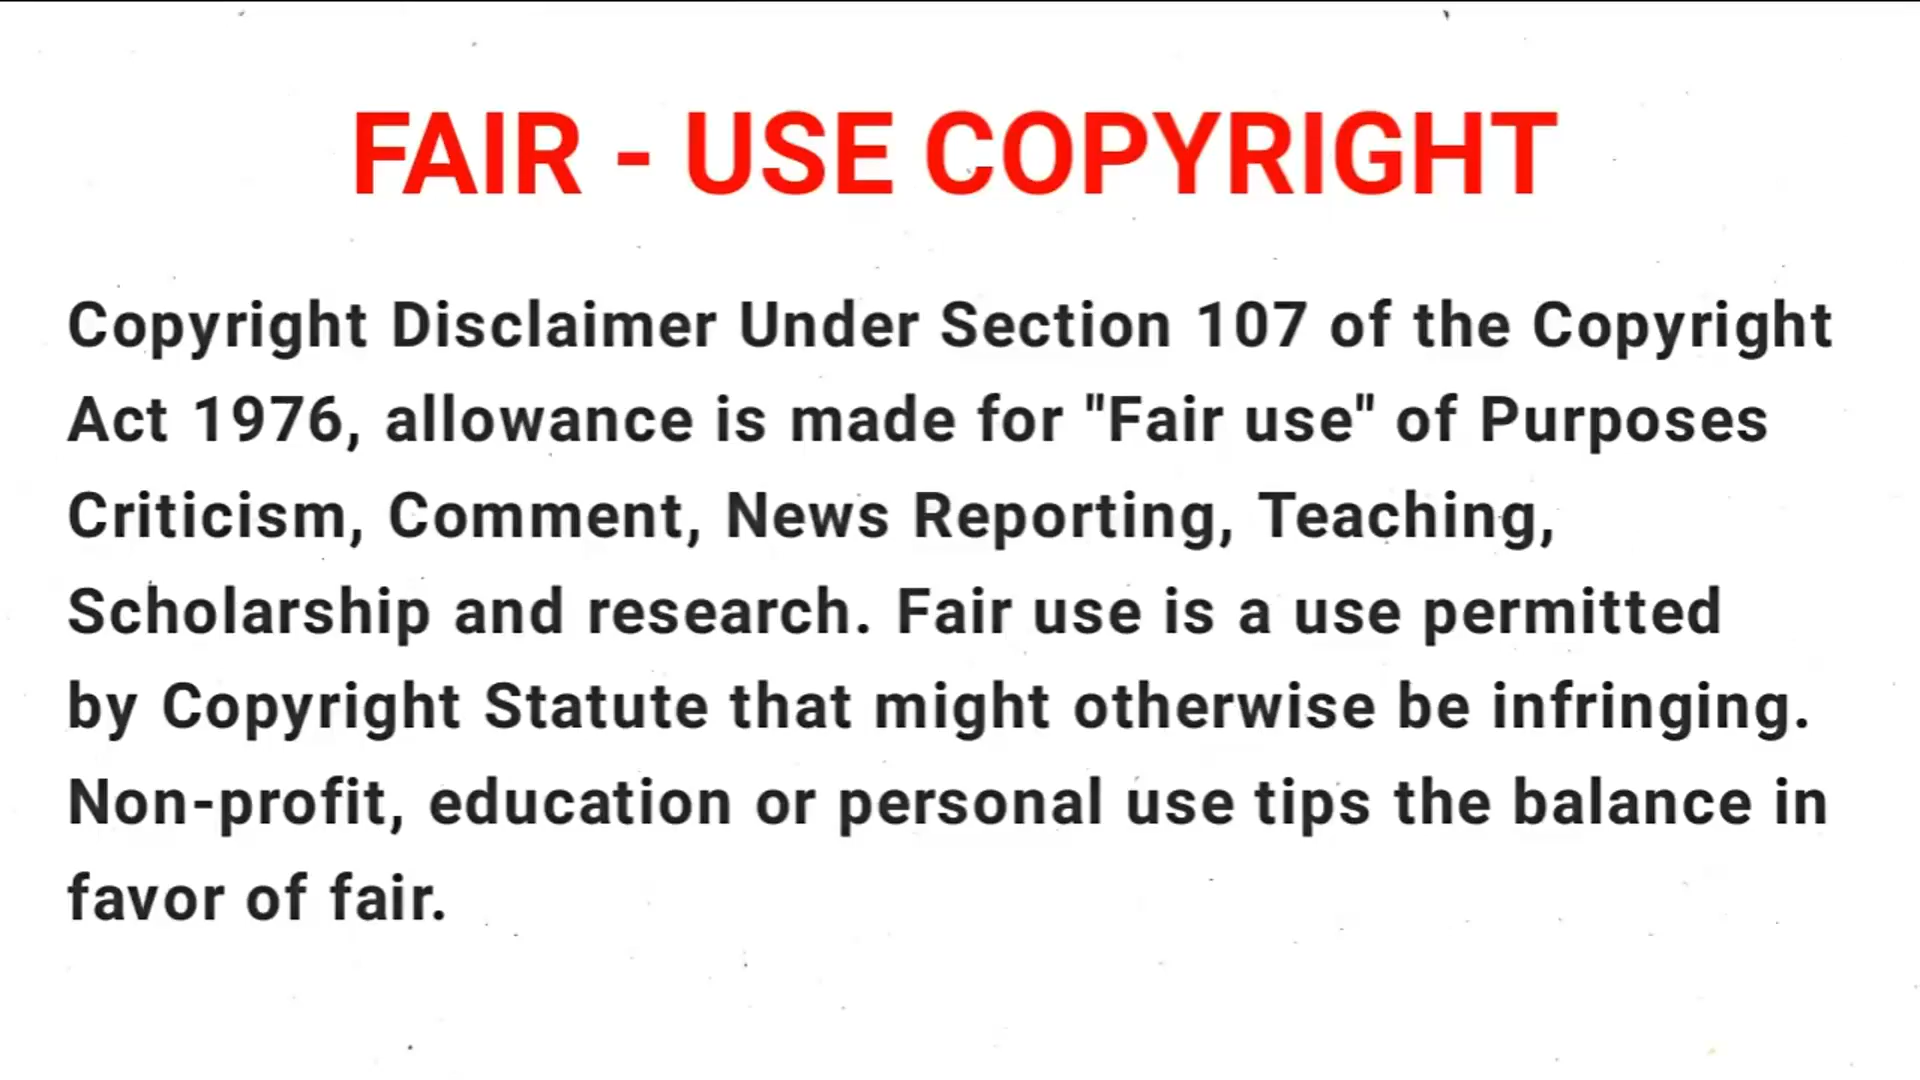 FAIR - USE COPYRIGHT
Copyright Disclaimer Under Section 107 of the Copyright
Act 1976, allowance is made for "Fair use" of Purposes
Criticism, Comment, News Reporting, Teaching,
Scholarship and research. Fair use is a use permitted
by Copyright Statute that might otherwise be infringing.
Non-profit, education or personal use tips the balance in
favor of fair.